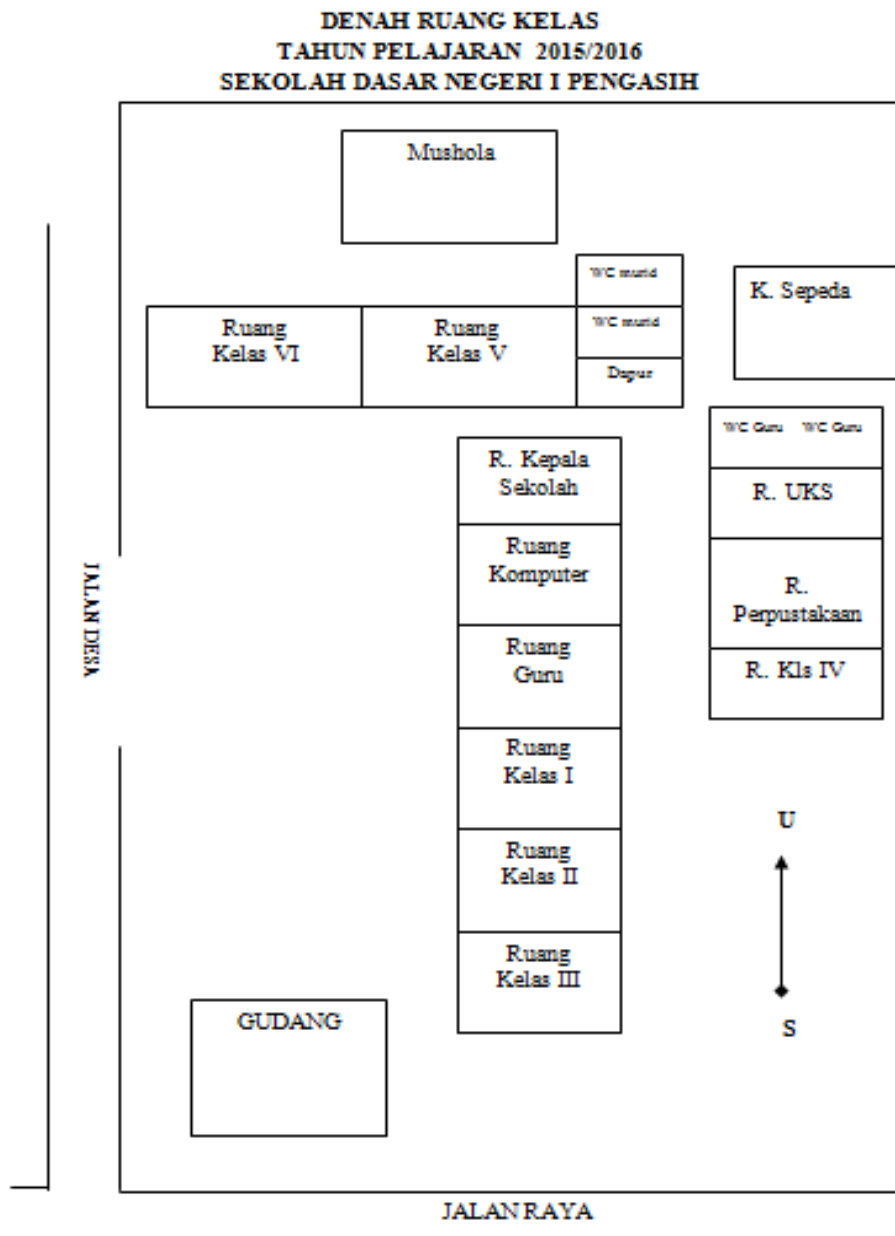 DENAH RUANG KELAS
TAHUN PELAJARAN 2015/2016
SEKOLAH DASAR NEGERI I PENGASIH
Mushola
WC murid
K. Sepeda
Ruang
Kelas VI
Ruang
Kelas V
WC murid
Dapur
WC Guru WC Guru
R. Kepala
Sekolah
R. UKS
Ruang
Komputer
R.
Perpustakaan
JALAN DESA
Ruang
Guru
R. Kls IV
Ruang
Kelas I
U
Ruang
Kelas II
Ruang
Kelas III
GUDANG
S
JALAN RAYA